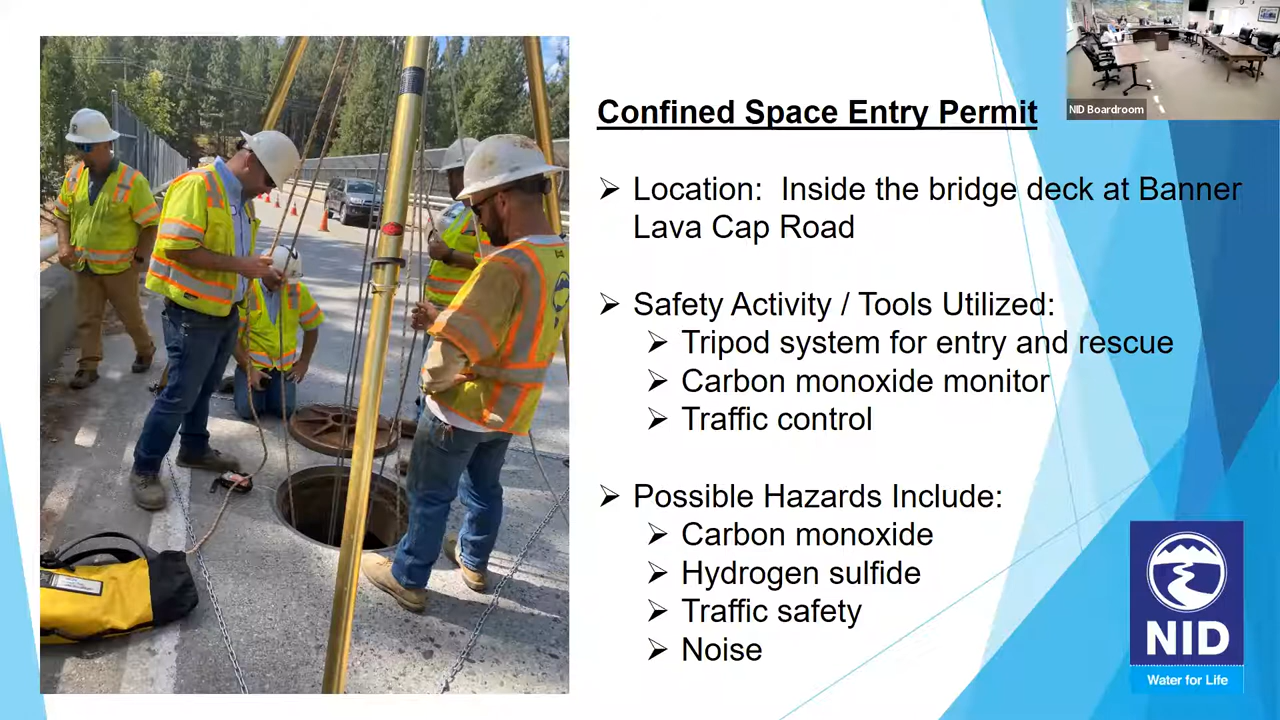 NID Boardroom
Confined Space Entry Permit
Location: Inside the bridge deck at Banner
Lava Cap Road
Safety Activity / Tools Utilized:
Tripod system for entry and rescue
Carbon monoxide monitor
Traffic control
Possible Hazards Include:
Carbon monoxide
Hydrogen sulfide
Traffic safety
Noise
NID
Water for Life